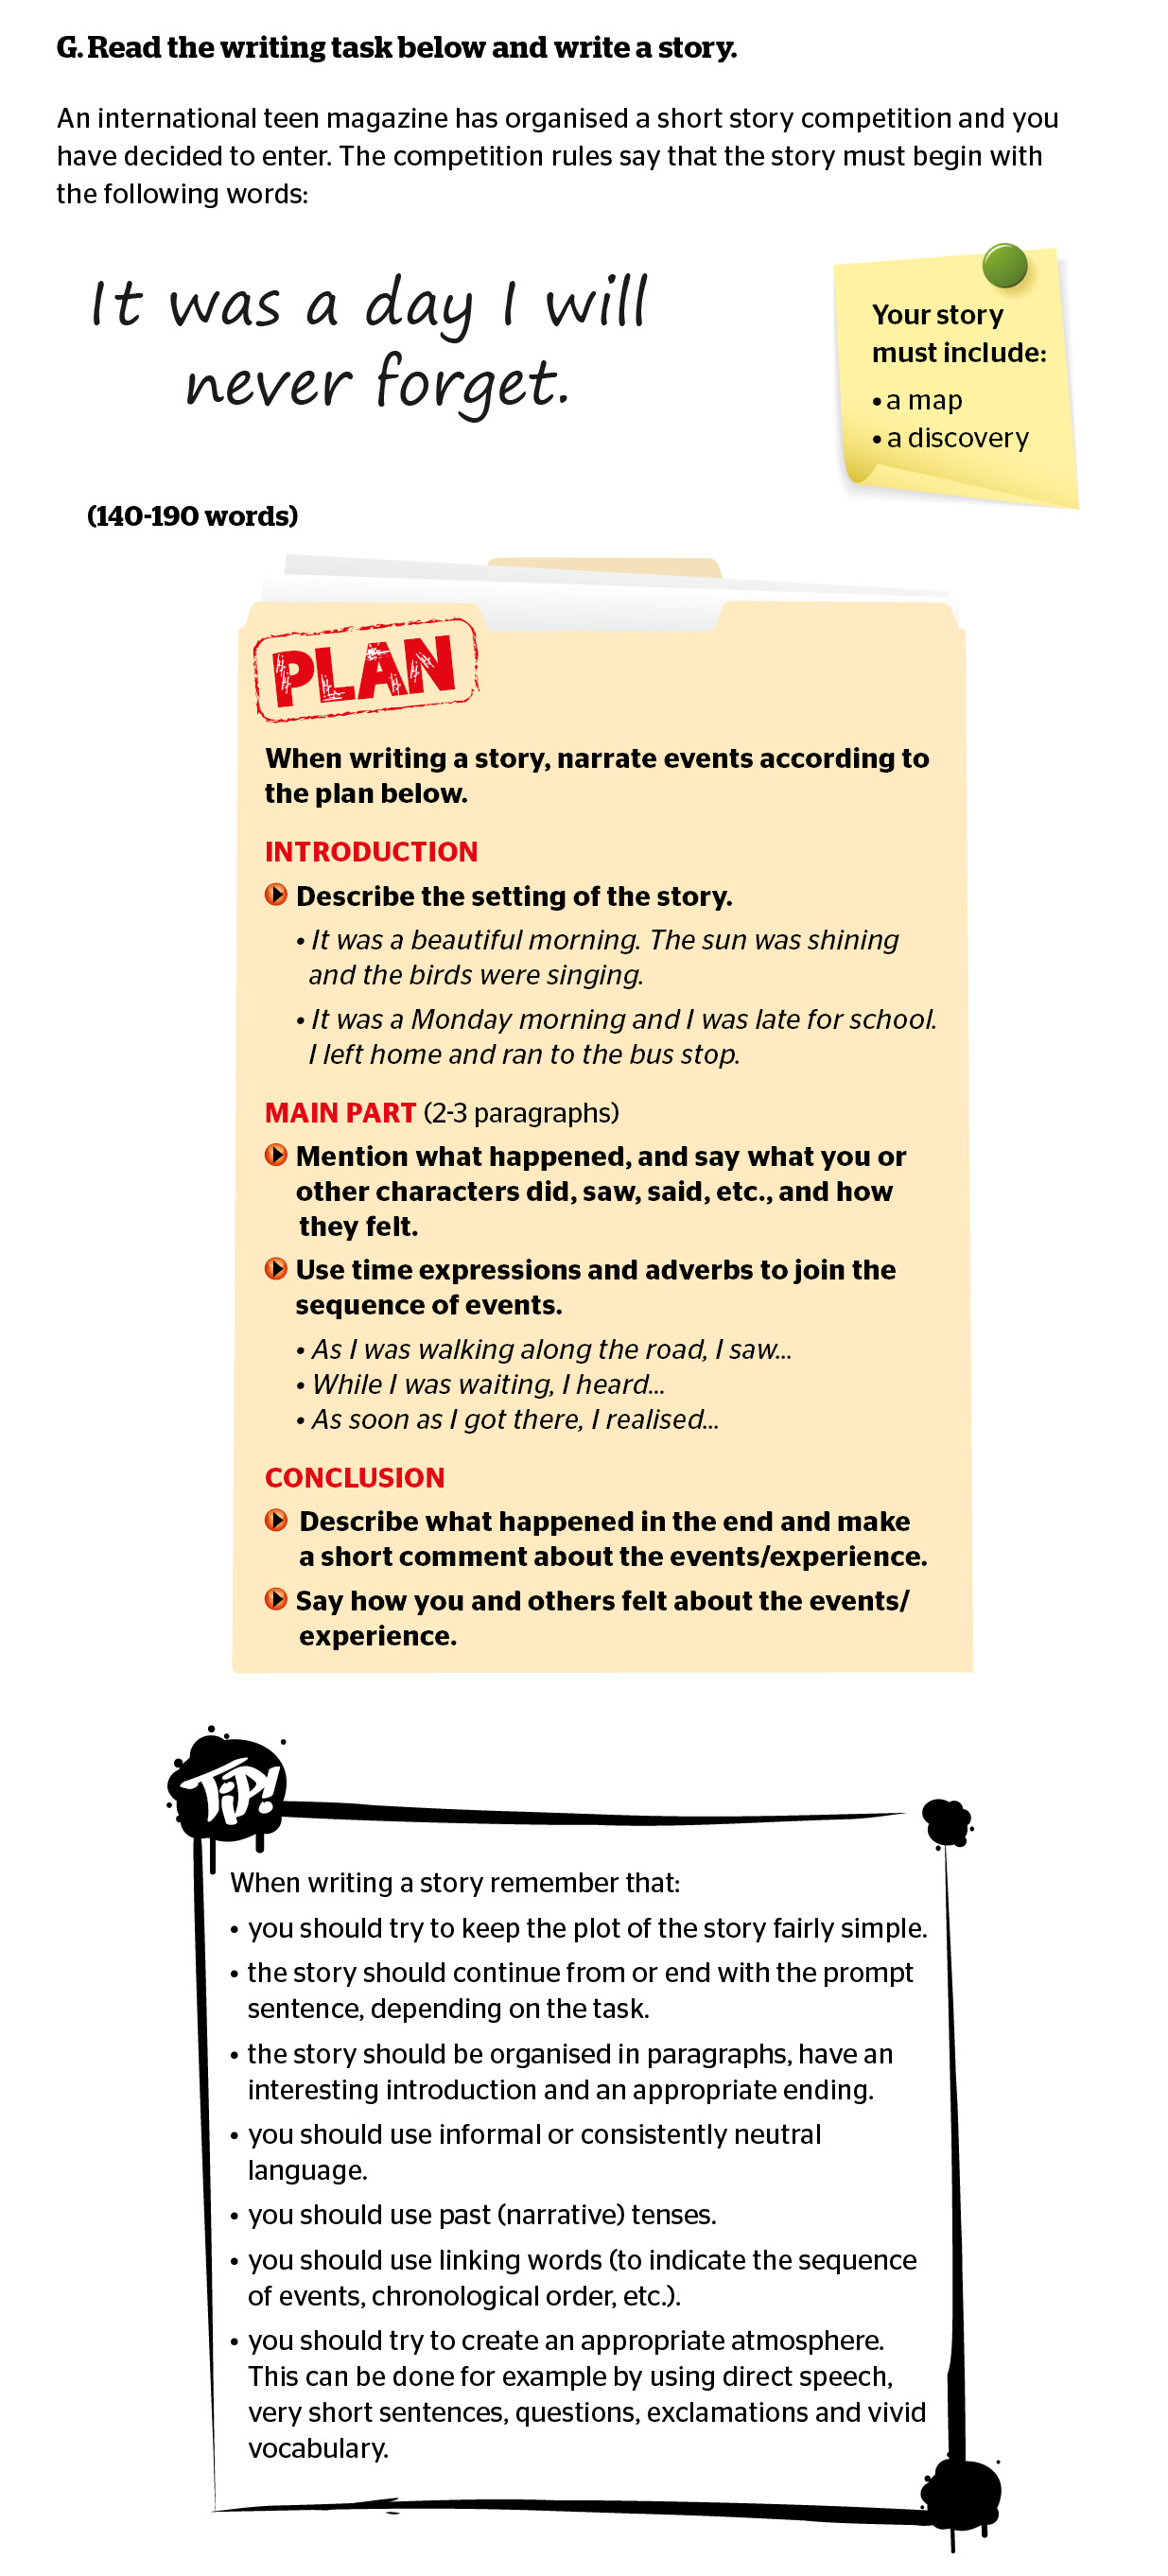 G. Read the writing task below and write a story.
An international teen magazine has organised a short story competition and you
have decided to enter. The competition rules say that the story must begin with
the following words:
It was a day I will
never forget.
Your story
must include:
• a map
• a discovery
(140-190 words)
PLAN
When writing a story, narrate events according to
the plan below.
INTRODUCTION
Describe the setting of the story.
• It was a beautiful morning. The sun was shining
and the birds were singing.
• It was a Monday morning and I was late for school.
I left home and ran to the bus stop.
MAIN PART (2-3 paragraphs)
Mention what happened, and say what you or
other characters did, saw, said, etc., and how
they felt.
Use time expressions and adverbs to join the
sequence of events.
• As I was walking along the road, I saw...
• While I was waiting, I heard...
• As soon as I got there, I realised...
CONCLUSION
Describe what happened in the end and make
a short comment about the events/experience.
Say how you and others felt about the events/
experience.
TIP!
When writing a story remember that:
• you should try to keep the plot of the story fairly simple.
• the story should continue from or end with the prompt
sentence, depending on the task.
• the story should be organised in paragraphs, have an
interesting introduction and an appropriate ending.
• you should use informal or consistently neutral
language.
• you should use past (narrative) tenses.
• you should use linking words (to indicate the sequence
of events, chronological order, etc.).
• you should try to create an appropriate atmosphere.
This can be done for example by using direct speech,
very short sentences, questions, exclamations and vivid
vocabulary.